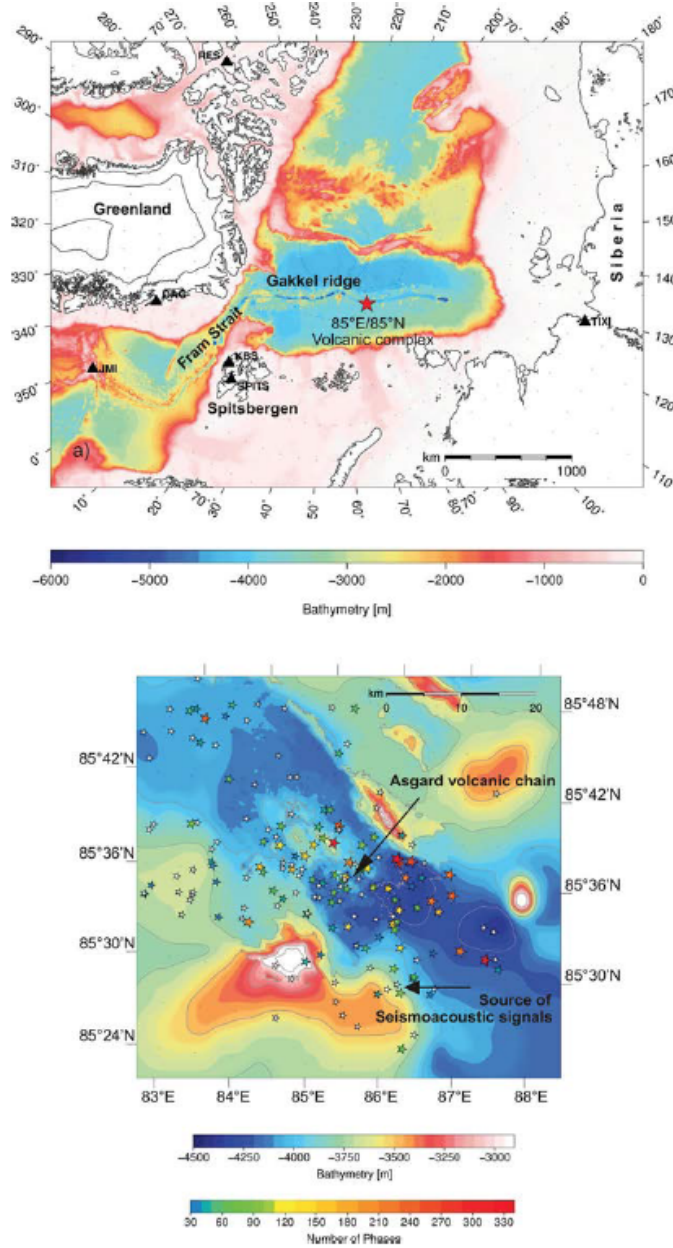 290° 280° 70° 270° 260° 250° 240° 230° 220° 210° 200° 70° 190° 180°
RES
300° 170°
310° 160°
Greenland
320° 150°
Siberia
330° Gakkel ridge 140°
DAG
85°E/85°N TIXI
340° Fram Strait Volcanic complex 130°
KBS
JMI
SPITS
350° Spitsbergen 120°
a) km
0° 0 1000 110°
10° 20° 70° 30° 40° 50° 60° 70° 70° 90° 100°
-6000 -5000 -4000 -3000 -2000 -1000 0
Bathymetry [m]
km
0 10 20
85°48'N
85°42'N
Asgard volcanic chain
85°42'N
85°36'N
85°36'N
85°30'N
85°30'N
Source of
Seismoacoustic signals
85°24'N
83°E 84°E 85°E 86°E 87°E 88°E
-4500 -4250 -4000 -3750 -3500 -3250 -3000
Bathymetry [m]
30 60 90 120 150 180 210 240 270 300 330
Number of Phases